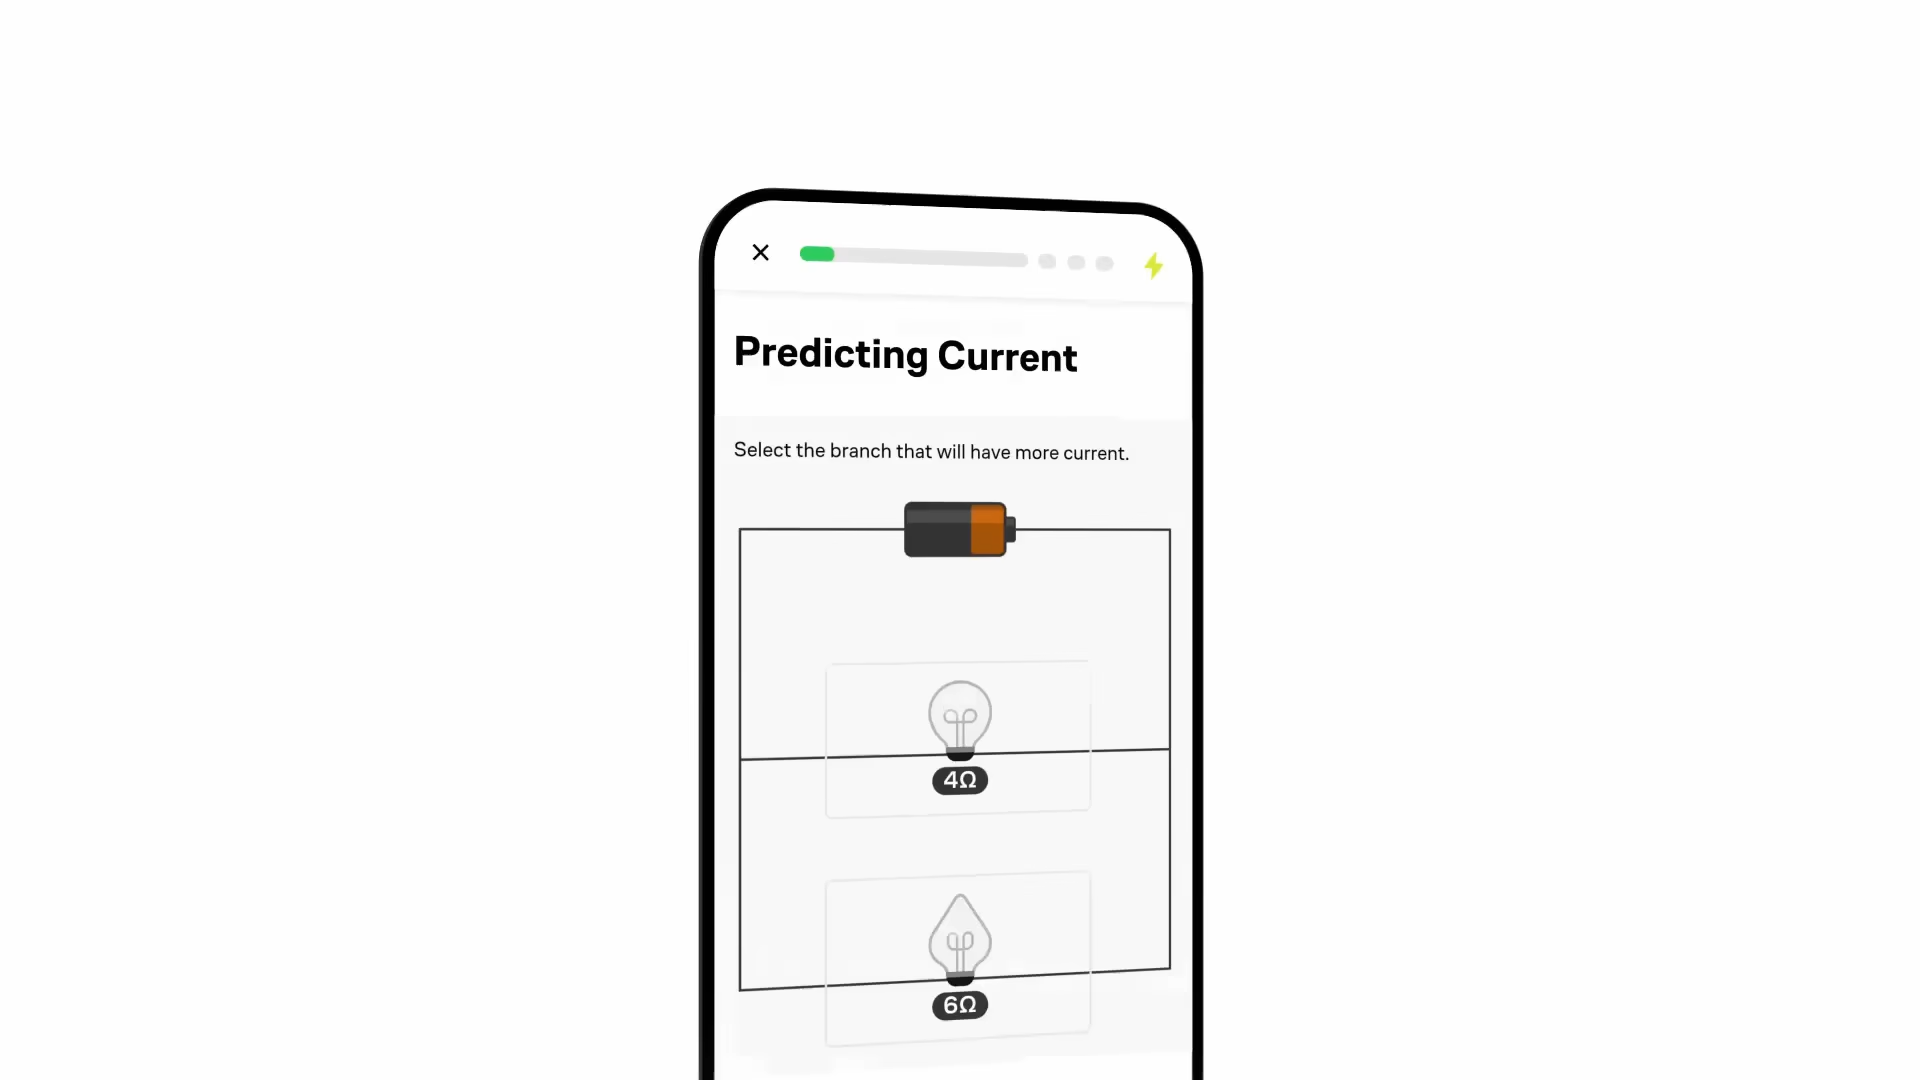 Predicting Current
Select the branch that will have more current.
4Ω
6Ω